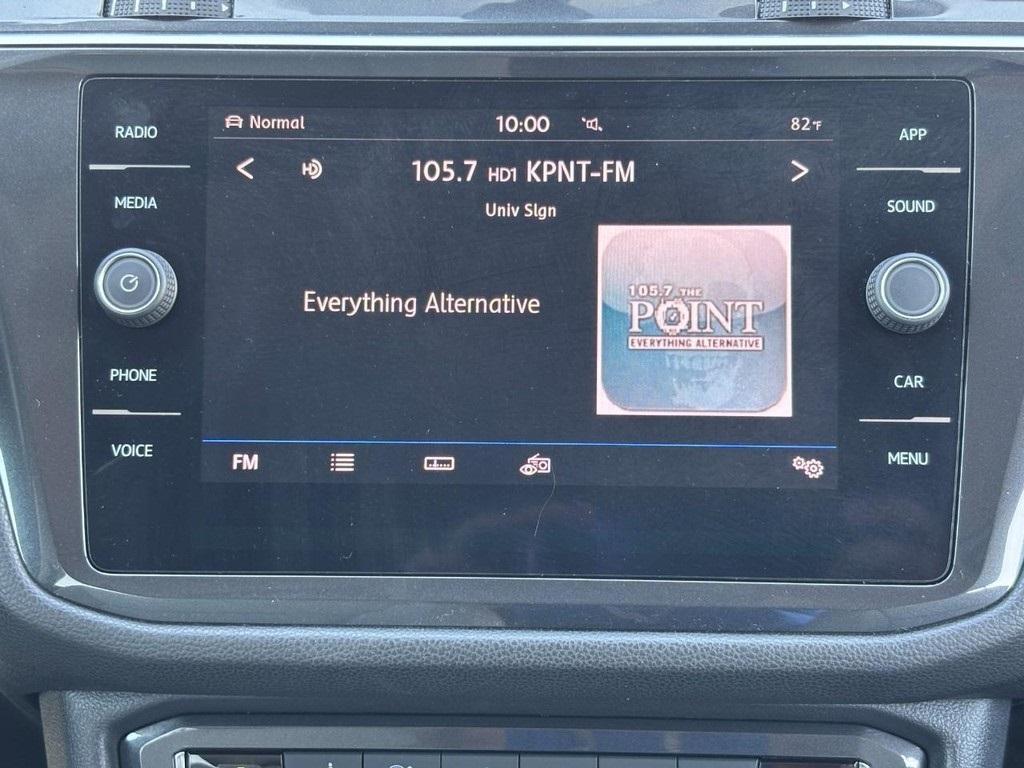 RADIO
MEDIA
PHONE
VOICE
Normal 10:00 82°F
105.7 HD1 KPNT-FM
Univ Slgn
Everything Alternative
105.7 THE
POINT
EVERYTHING ALTERNATIVE
FM
APP
SOUND
CAR
MENU